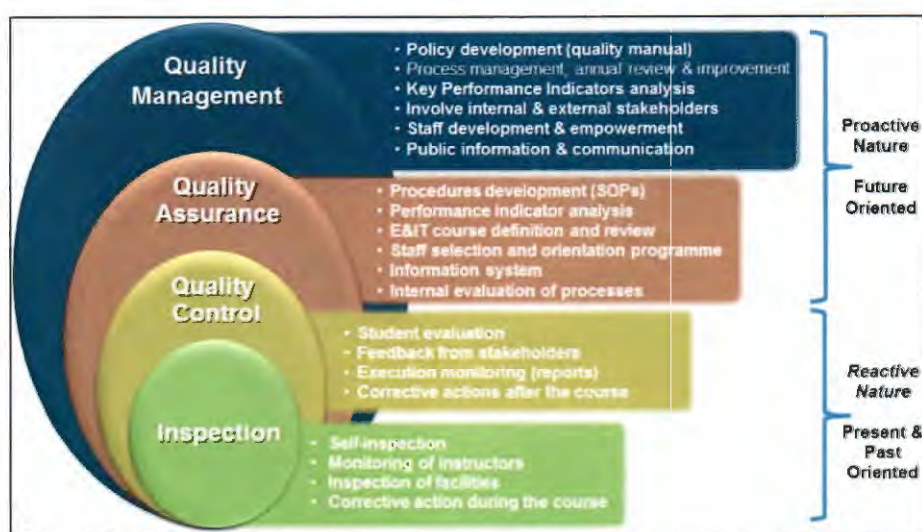 Quality
Management
• Policy development (quality manual)
• Process management, annual review & improvement
• Key Performance Indicators analysis
• Involve internal & external stakeholders
• Staff development & empowerment
• Public information & communication
Quality
Assurance
• Procedures development (SOPs)
• Performance indicator analysis
• E&IT course definition and review
• Staff selection and orientation programme
• Information system
• Internal evaluation of processes
Quality
Control
• Student evaluation
• Feedback from stakeholders
• Execution monitoring (reports)
• Corrective actions after the course
Inspection
• Self-inspection
• Monitoring of instructors
• Inspection of facilities
• Corrective action during the course
Proactive
Nature
Future
Oriented
Reactive
Nature
Present &
Past
Oriented